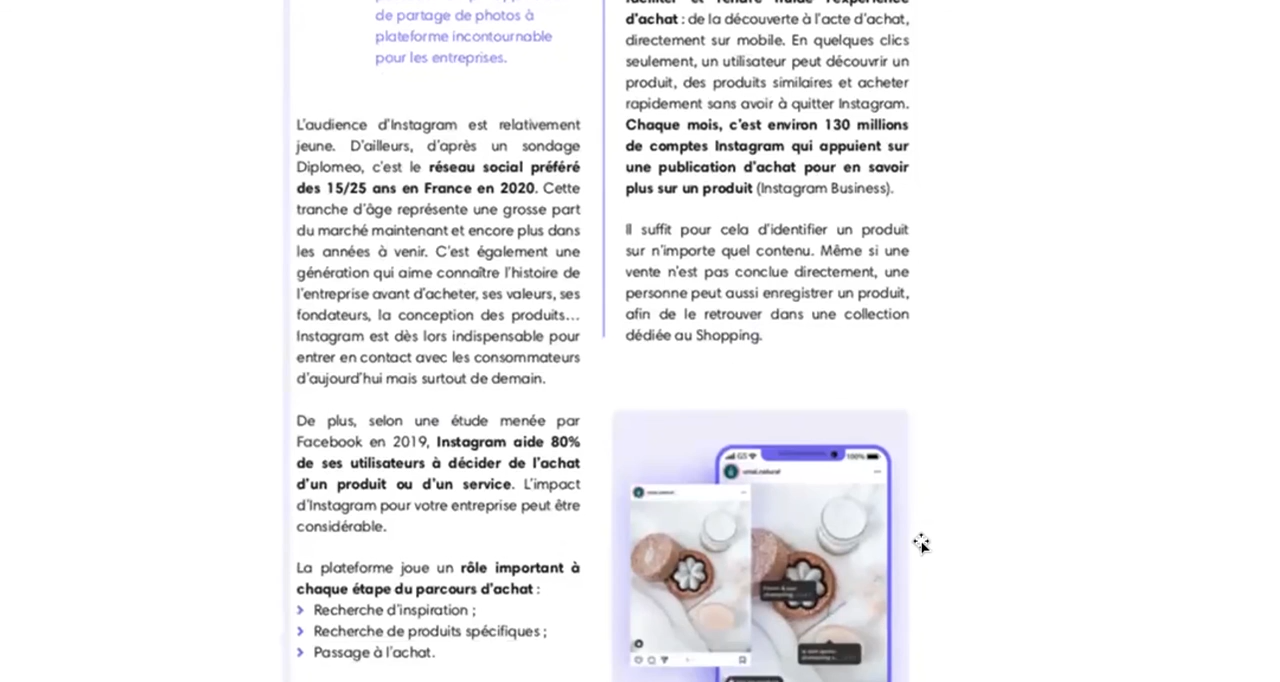 de partage de photos à
plateforme incontournable
pour les entreprises.
L'audience d'Instagram est relativement
jeune. D'ailleurs, d'après un sondage
Diplomeo, c'est le réseau social préféré
des 15/25 ans en France en 2020. Cette
tranche d'âge représente une grosse part
du marché maintenant et encore plus dans
les années à venir. C'est également une
génération qui aime connaître l'histoire de
l'entreprise avant d'acheter, ses valeurs, ses
fondateurs, la conception des produits...
Instagram est dès lors indispensable pour
entrer en contact avec les consommateurs
d'aujourd'hui mais surtout de demain.
De plus, selon une étude menée par
Facebook en 2019, Instagram aide 80%
de ses utilisateurs à décider de l'achat
d'un produit ou d'un service. L'impact
d'Instagram pour votre entreprise peut être
considérable.
La plateforme joue un rôle important à
chaque étape du parcours d'achat :
Recherche d'inspiration ;
Recherche de produits spécifiques ;
Passage à l'achat.
faciliter et rendre fluide l'expérience
d'achat : de la découverte à l'acte d'achat,
directement sur mobile. En quelques clics
seulement, un utilisateur peut découvrir un
produit, des produits similaires et acheter
rapidement sans avoir à quitter Instagram.
Chaque mois, c'est environ 130 millions
de comptes Instagram qui appuient sur
une publication d'achat pour en savoir
plus sur un produit (Instagram Business).
Il suffit pour cela d'identifier un produit
sur n'importe quel contenu. Même si une
vente n'est pas conclue directement, une
personne peut aussi enregistrer un produit,
afin de le retrouver dans une collection
dédiée au Shopping.
100%